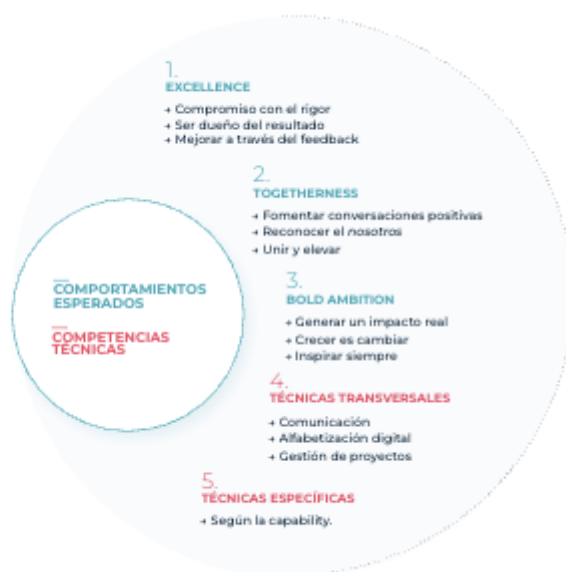 1.
EXCELLENCE
→ Compromiso con el rigor
→ Ser dueño del resultado
→ Mejorar a través del feedback
2.
TOGETHERNESS
→ Fomentar conversaciones positivas
→ Reconocer el nosotros
→ Unir y elevar
COMPORTAMIENTOS
ESPERADOS
COMPETENCIAS
TÉCNICAS
3.
BOLD AMBITION
→ Generar un impacto real
→ Crecer es cambiar
→ Inspirar siempre
4.
TÉCNICAS TRANSVERSALES
→ Comunicación
→ Alfabetización digital
→ Gestión de proyectos
5.
TÉCNICAS ESPECÍFICAS
→ Según la capability.